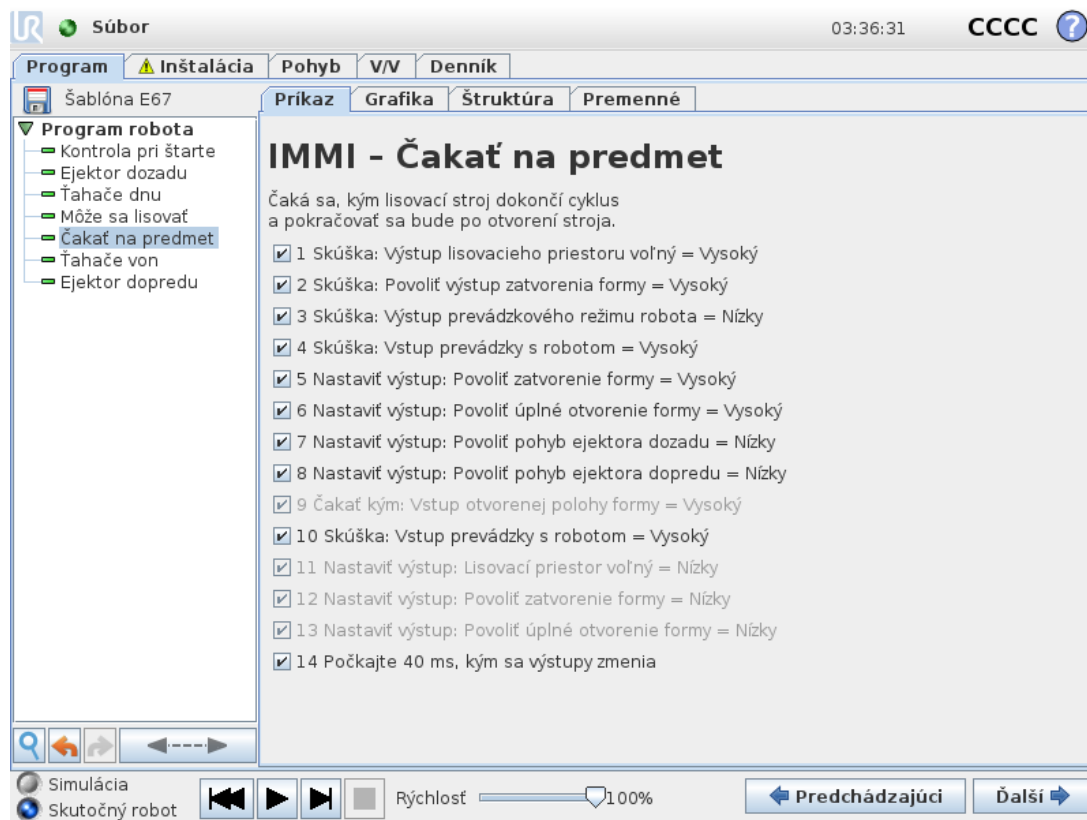 UR Súbor 03:36:31 CCCC ?
Program Inštalácia Pohyb V/V Denník
Šablóna E67
Príkaz Grafika Štruktúra Premenné
Program robota
Kontrola pri štarte
Ejektor dozadu
Ťahače dnu
Môže sa lisovať
Čakať na predmet
Ťahače von
Ejektor dopredu
IMMI – Čakať na predmet
Čaká sa, kým lisovací stroj dokončí cyklus
a pokračovať sa bude po otvorení stroja.
1 Skúška: Výstup lisovacieho priestoru voľný = Vysoký
2 Skúška: Povoliť výstup zatvorenia formy = Vysoký
3 Skúška: Výstup prevádzkového režimu robota = Nízky
4 Skúška: Vstup prevádzky s robotom = Vysoký
5 Nastaviť výstup: Povoliť zatvorenie formy = Vysoký
6 Nastaviť výstup: Povoliť úplné otvorenie formy = Vysoký
7 Nastaviť výstup: Povoliť pohyb ejektora dozadu = Nízky
8 Nastaviť výstup: Povoliť pohyb ejektora dopredu = Nízky
9 Čakať kým: Vstup otvorenej polohy formy = Vysoký
10 Skúška: Vstup prevádzky s robotom = Vysoký
11 Nastaviť výstup: Lisovací priestor voľný = Nízky
12 Nastaviť výstup: Povoliť zatvorenie formy = Nízky
13 Nastaviť výstup: Povoliť úplné otvorenie formy = Nízky
14 Počkajte 40 ms, kým sa výstupy zmenia
Simulácia
Skutočný robot
Rýchlosť 100%
Predchádzajúci
Ďalší